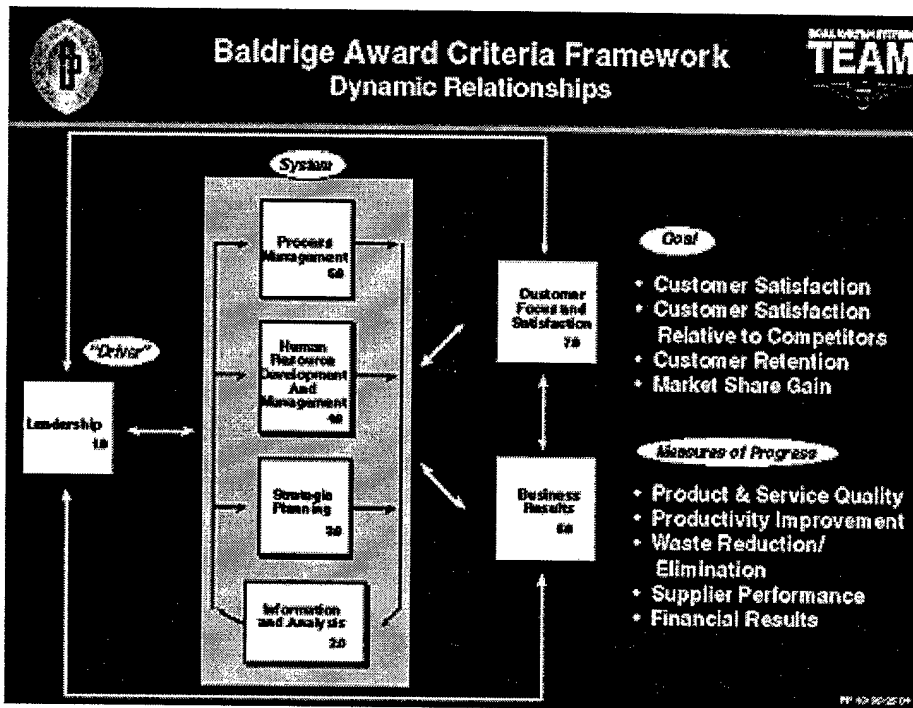 Baldrige Award Criteria Framework
Dynamic Relationships
TEAM
System
Process
Management
5.0
Human
Resource
Development
And
Management
4.0
Strategic
Planning
3.0
Information
and Analysis
2.0
"Driver"
Leadership
1.0
Customer
Focus and
Satisfaction
7.0
Business
Results
6.0
Goal
• Customer Satisfaction
• Customer Satisfaction
Relative to Competitors
• Customer Retention
• Market Share Gain
Measures of Progress
• Product & Service Quality
• Productivity Improvement
• Waste Reduction/
Elimination
• Supplier Performance
• Financial Results